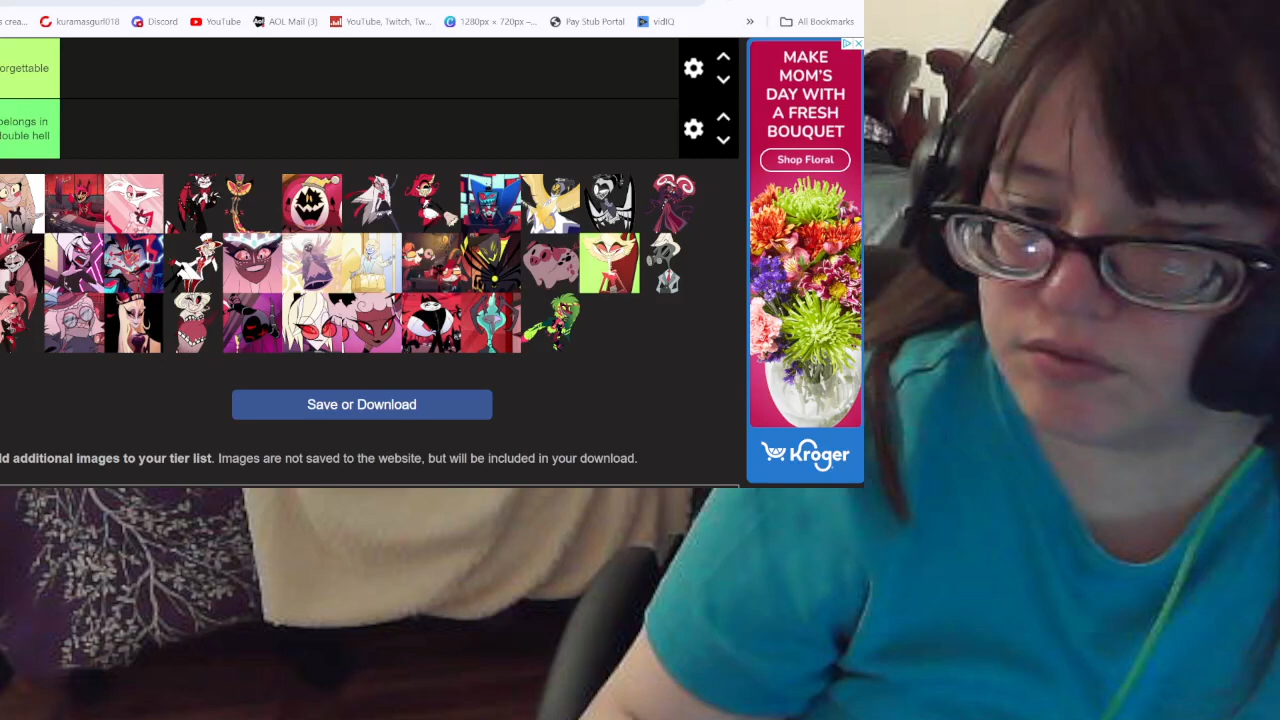 s crea... kuramasgurl018 Discord YouTube AOL Mail (3) YouTube, Twitch, Tw... 1280px × 720px –... Pay Stub Portal vidIQ » All Bookmarks
orgettable
belongs in
double hell
MAKE
MOM'S
DAY WITH
A FRESH
BOUQUET
Shop Floral
Kroger
Save or Download
ld additional images to your tier list. Images are not saved to the website, but will be included in your download.